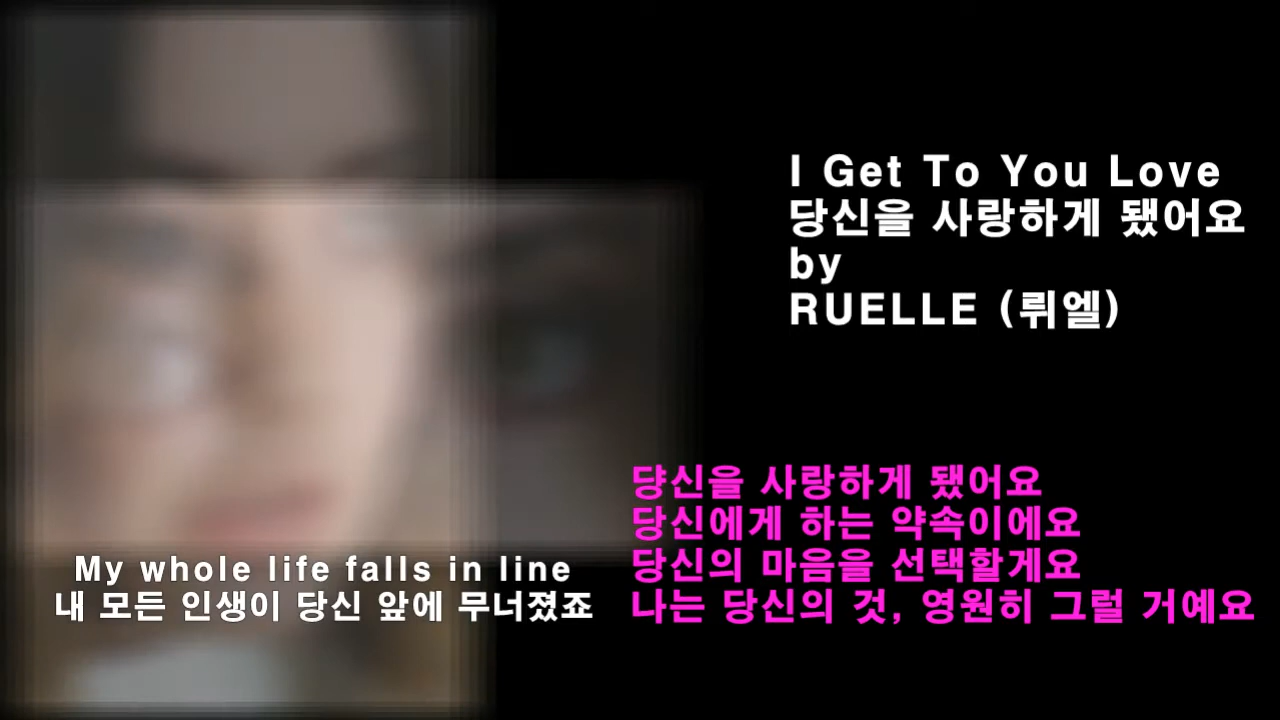 I Get To You Love
당신을 사랑하게 됐어요
by
RUELLE (뤼엘)
댱신을 사랑하게 됐어요
당신에게 하는 약속이에요
당신의 마음을 선택할게요
나는 당신의 것, 영원히 그럴 거예요
My whole life falls in line
내 모든 인생이 당신 앞에 무너졌죠